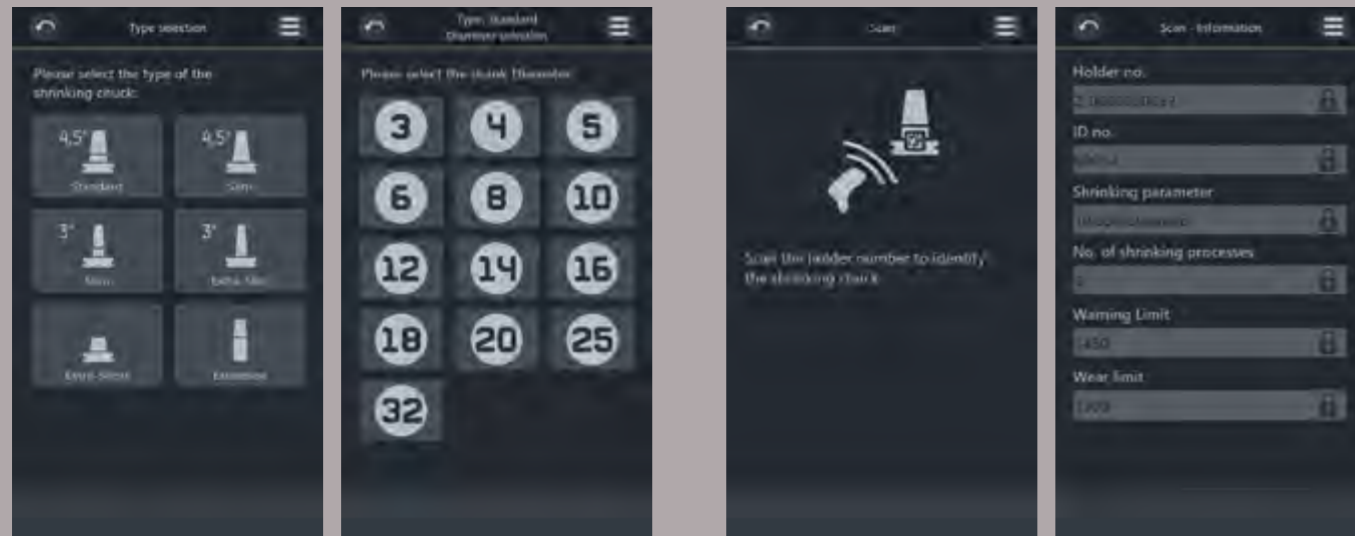 Type selection
Please select the type of the
shrinking chuck:
4,5°
4,5°
Standard
Slim
3°
3°
Slim
Extra-Slim
Extension
Type: Standard
Diameter selection
Please select the shank Diameter
3
4
5
6
8
10
12
14
16
18
20
25
32
Scan
Scan the holder number to identify
the shrinking chuck
Scan - Information
Holder no.
ID no.
Shrinking parameter
No. of shrinking processes
Warning Limit
1450
Wear limit